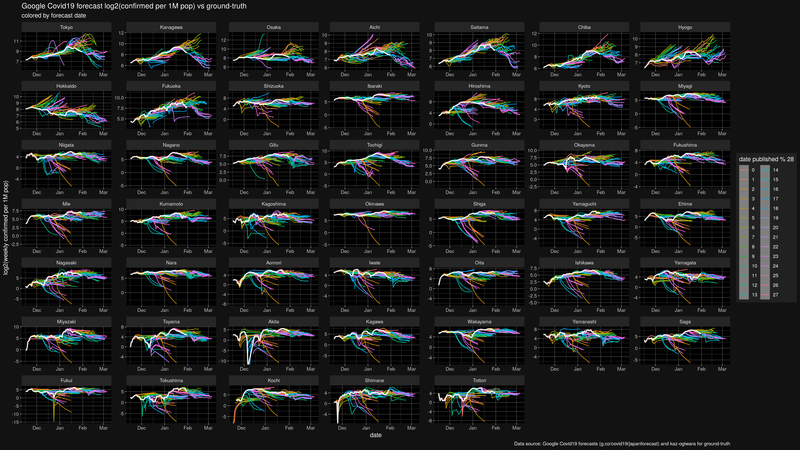 Google Covid19 forecast log2(confirmed per 1M pop) vs ground-truth
colored by forecast date
Tokyo Kanagawa Osaka Aichi Saitama Chiba Hyogo
Hokkaido Fukuoka Shizuoka Ibaraki Hiroshima Kyoto Miyagi
Niigata Nagano Gifu Tochigi Gunma Okayama Fukushima
Mie Kumamoto Kagoshima Okinawa Shiga Yamaguchi Ehime
Nagasaki Nara Aomori Iwate Oita Ishikawa Yamagata
Miyazaki Toyama Akita Kagawa Wakayama Yamanashi Saga
Fukui Tokushima Kochi Shimane Tottori
Dec Jan Feb Mar
log2(weekly confirmed per 1M pop)
date
date published % 28
0 14
1 15
2 16
3 17
4 18
5 19
6 20
7 21
8 22
9 23
10 24
11 25
12 26
13 27
Data source: Google Covid19 forecasts (g.co/covid19/japanforecast) and kaz-ogiwara for ground-truth